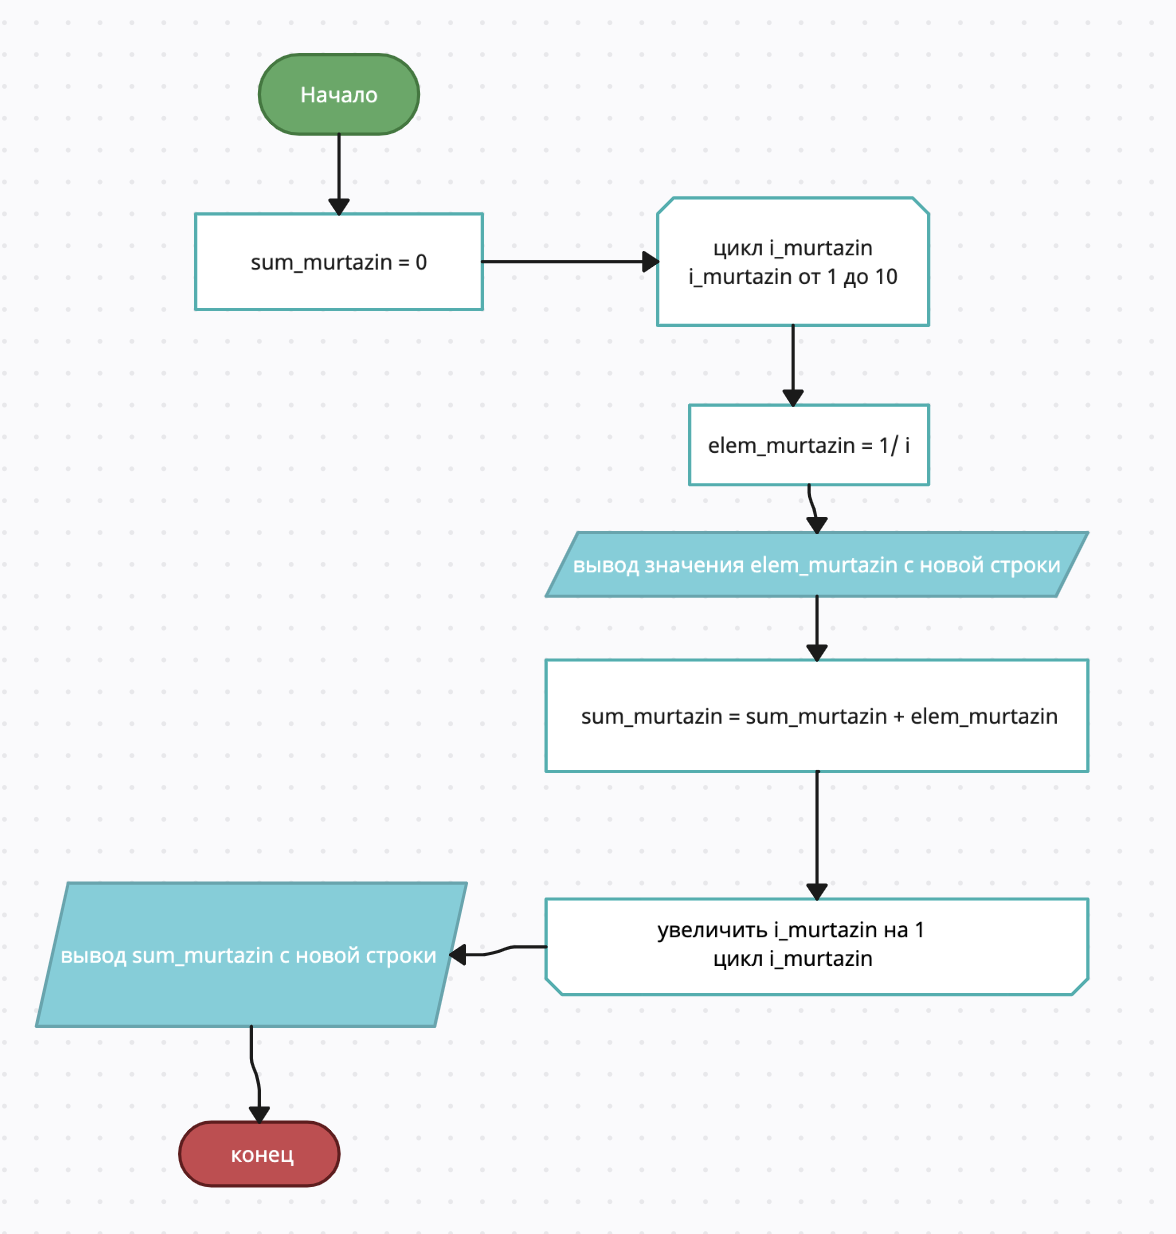 Начало
sum_murtazin = 0
цикл i_murtazin
i_murtazin от 1 до 10
elem_murtazin = 1/ i
вывод значения elem_murtazin с новой строки
sum_murtazin = sum_murtazin + elem_murtazin
увеличить i_murtazin на 1
цикл i_murtazin
вывод sum_murtazin с новой строки
конец